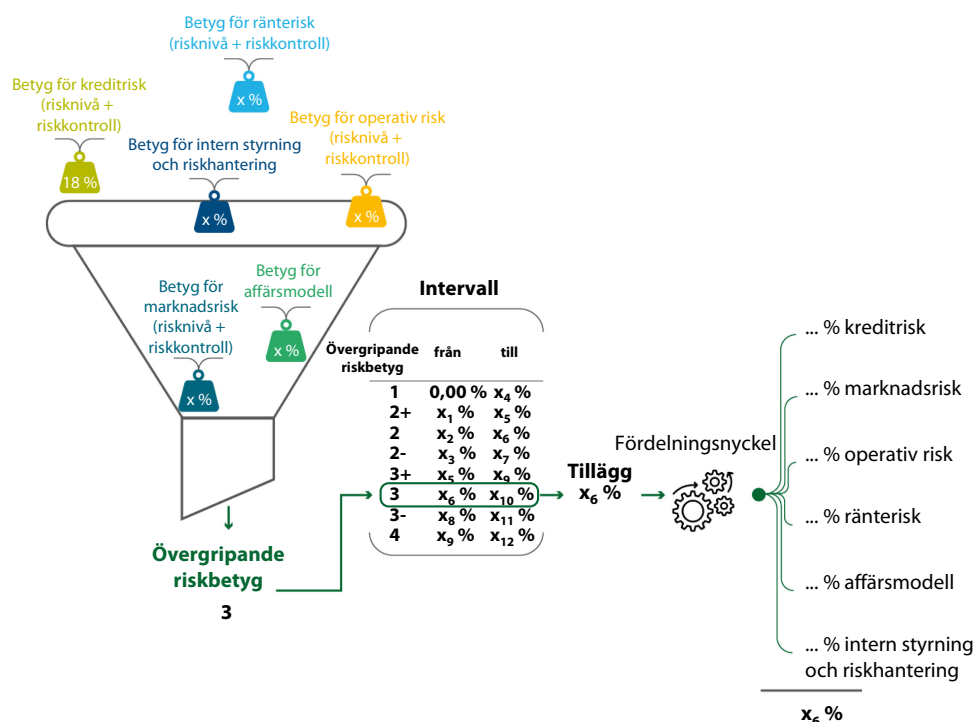 Betyg för ränterisk
(risknivå + riskkontroll)
x %
Betyg för kreditrisk
(risknivå +
riskkontroll)
18 %
Betyg för intern styrning
och riskhantering
x %
Betyg för operativ risk
(risknivå +
riskkontroll)
x %
Betyg för
marknadsrisk
(risknivå +
riskkontroll)
x %
Betyg för
affärsmodell
x %
Övergripande
riskbetyg
3
Intervall
Övergripande riskbetyg från till
1 0,00 % x4 %
2+ x1 % x5 %
2 x2 % x6 %
2- x3 % x7 %
3+ x5 % x9 %
3 x6 % x10 %
3- x8 % x11 %
4 x9 % x12 %
Tillägg
x6 %
Fördelningsnyckel
... % kreditrisk
... % marknadsrisk
... % operativ risk
... % ränterisk
... % affärsmodell
... % intern styrning
och riskhantering
x6 %